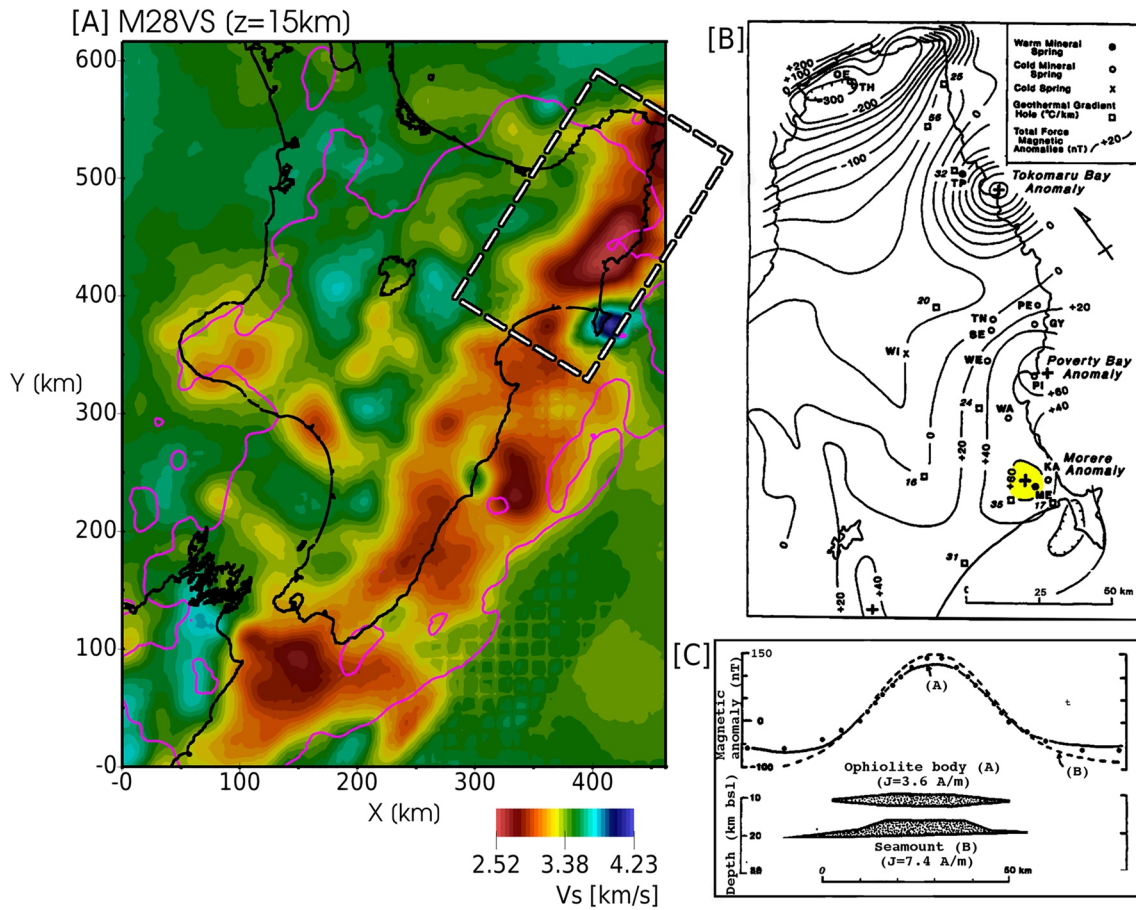 [A] M28VS (z=15km)
600
500
400
Y (km)
300
200
100
-0
-0
100
200
300
400
X (km)
2.52
3.38
4.23
Vs [km/s]
[B]
Warm Mineral
Spring
Cold Mineral
Spring
Cold Spring
Geothermal Gradient
Hole (°C/km)
Total Force
Magnetic
Anomalies (nT)
+20
+200
+100
0
E
TH
-300
-200
25
56
0
-100
32
TP
Tokomaru Bay
Anomaly
0
20
PE
+20
TN
SE
GY
WI
WE
Poverty Bay
Anomaly
PI
+60
24
WA
+40
0
+20
+40
Morere
Anomaly
16
+60
KA
ME
35
17
0
31
+20
+40
25
50 km
[C]
150
0
-100
Magnetic
anomaly (nT)
(A)
(B)
Ophiolite body (A)
(J=3.6 A/m)
10
20
Depth (km bsl)
Seamount (B)
(J=7.4 A/m)
0
50 km